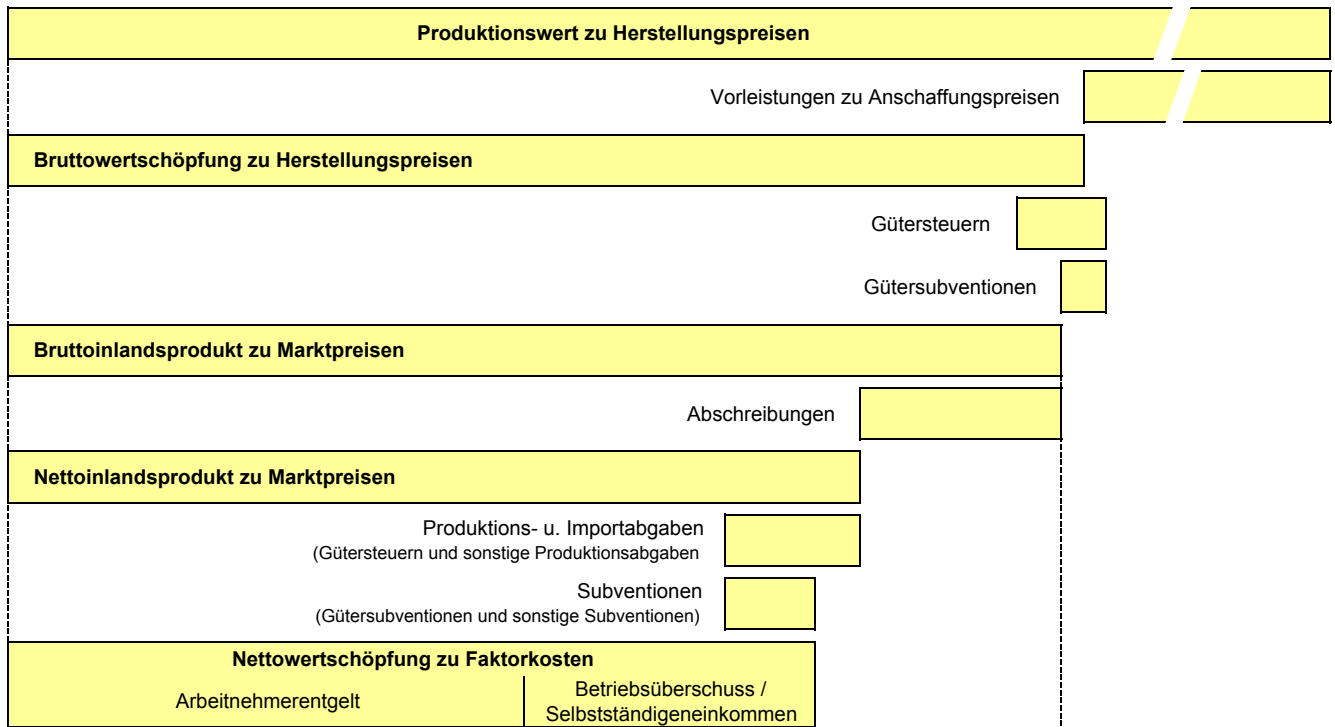 Produktionswert zu Herstellungspreisen
Vorleistungen zu Anschaffungspreisen
Bruttowertschöpfung zu Herstellungspreisen
Gütersteuern
Gütersubventionen
Bruttoinlandsprodukt zu Marktpreisen
Abschreibungen
Nettoinlandsprodukt zu Marktpreisen
Produktions- u. Importabgaben
(Gütersteuern und sonstige Produktionsabgaben
Subventionen
(Gütersubventionen und sonstige Subventionen)
Nettowertschöpfung zu Faktorkosten
Arbeitnehmerentgelt
Betriebsüberschuss /
Selbstständigeneinkommen